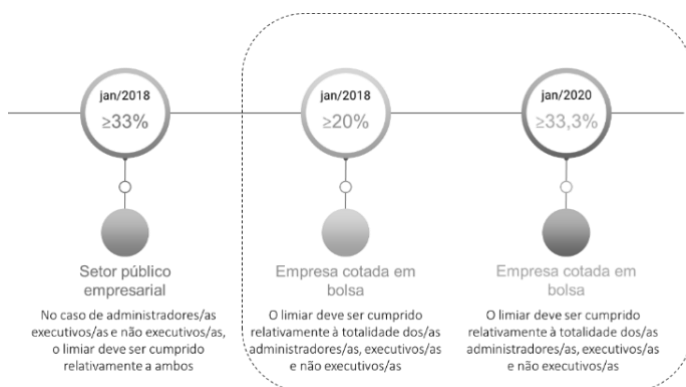 jan/2018
≥33%
Setor público
empresarial
No caso de administradores/as
executivos/as e não executivos/as,
o limiar deve ser cumprido
relativamente a ambos
jan/2018
≥20%
Empresa cotada em
bolsa
O limiar deve ser cumprido
relativamente à totalidade dos/as
administradores/as, executivos/as
e não executivos/as
jan/2020
≥33,3%
Empresa cotada em
bolsa
O limiar deve ser cumprido
relativamente à totalidade dos/as
administradores/as, executivos/as
e não executivos/as